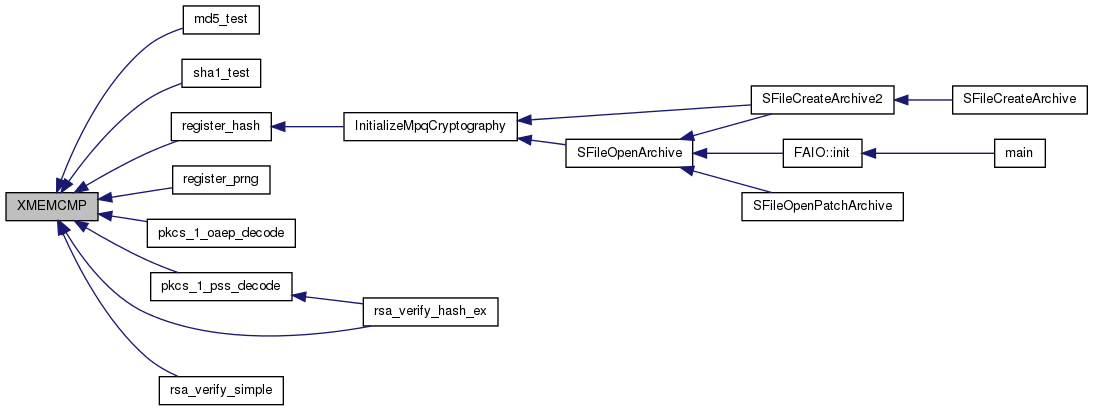 md5_test
sha1_test
SFileCreateArchive2
SFileCreateArchive
register_hash
InitializeMpqCryptography
SFileOpenArchive
FAIO::init
main
register_prng
XMEMCMP
SFileOpenPatchArchive
pkcs_1_oaep_decode
pkcs_1_pss_decode
rsa_verify_hash_ex
rsa_verify_simple